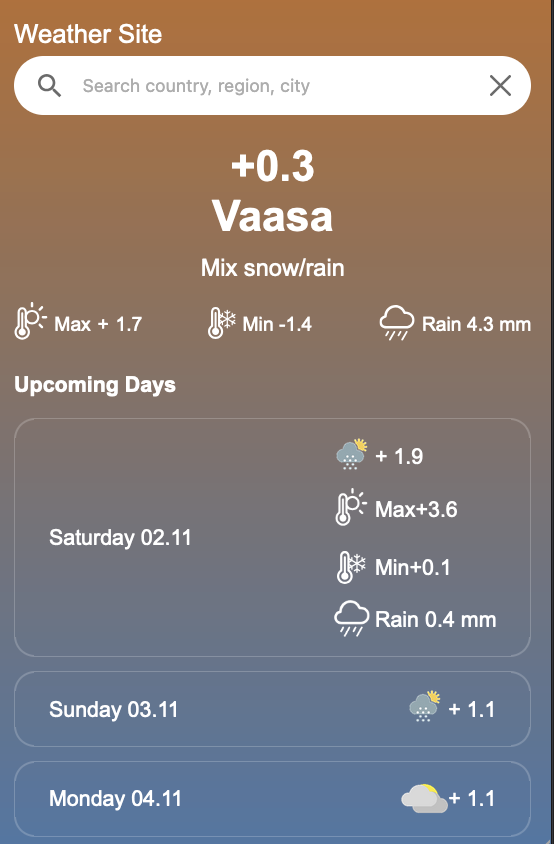 Weather Site
Search country, region, city
+0.3
Vaasa
Mix snow/rain
Max + 1.7
Min -1.4
Rain 4.3 mm
Upcoming Days
Saturday 02.11
+ 1.9
Max+3.6
Min+0.1
Rain 0.4 mm
Sunday 03.11
+ 1.1
Monday 04.11
+ 1.1